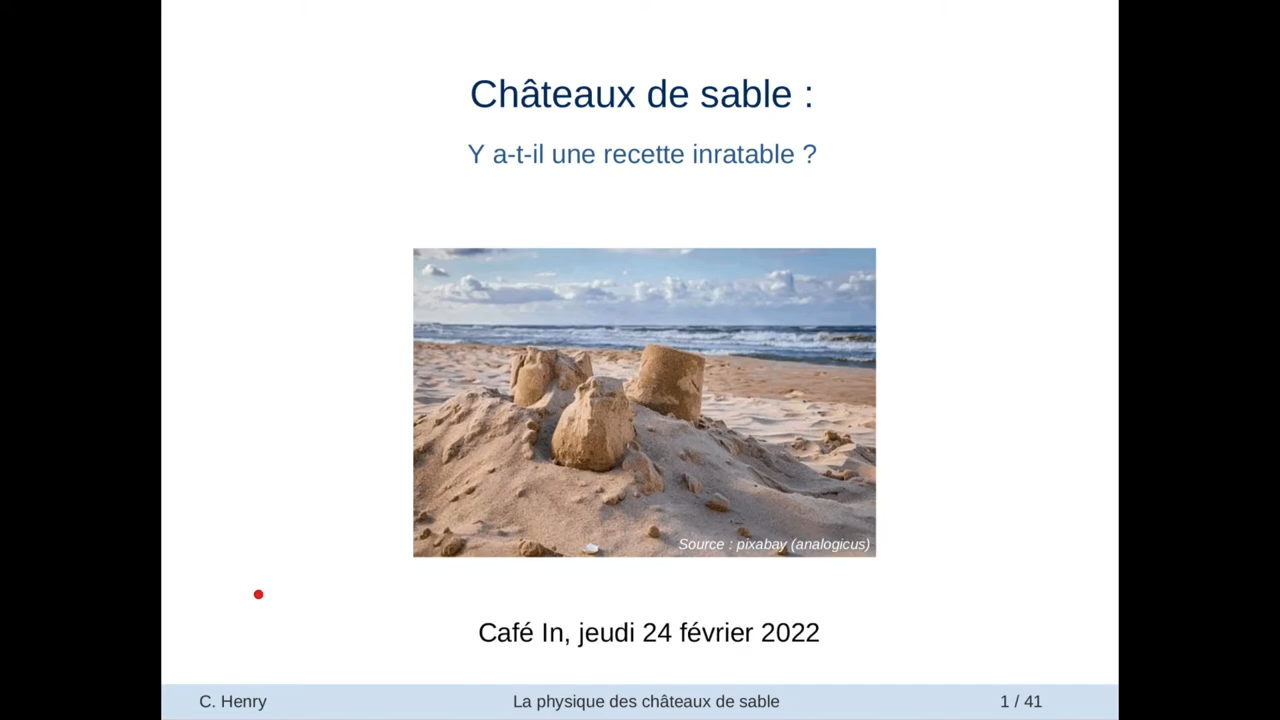 Châteaux de sable :
Y a-t-il une recette inratable ?
Source : pixabay (analogicus)
Café In, jeudi 24 février 2022
C. Henry
La physique des châteaux de sable
1 / 41